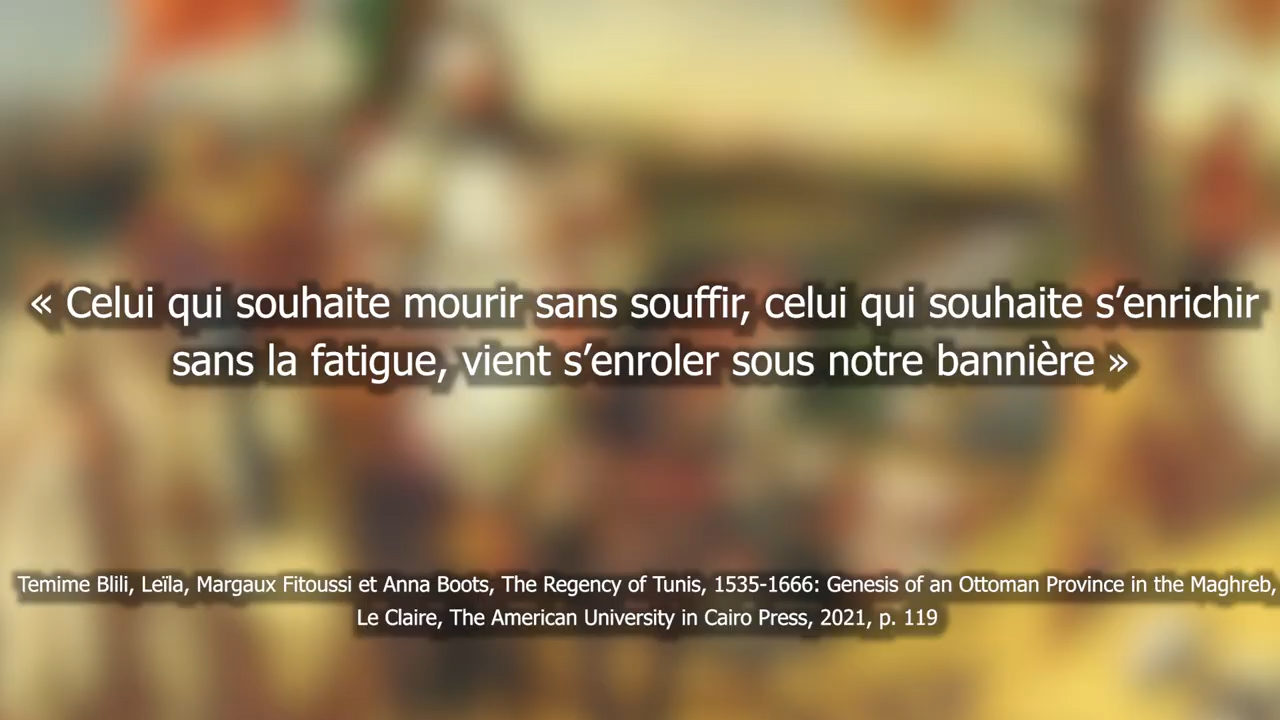 « Celui qui souhaite mourir sans souffir, celui qui souhaite s’enrichir
sans la fatigue, vient s’enroler sous notre bannière »
Temime Blili, Leïla, Margaux Fitoussi et Anna Boots, The Regency of Tunis, 1535-1666: Genesis of an Ottoman Province in the Maghreb,
Le Claire, The American University in Cairo Press, 2021, p. 119